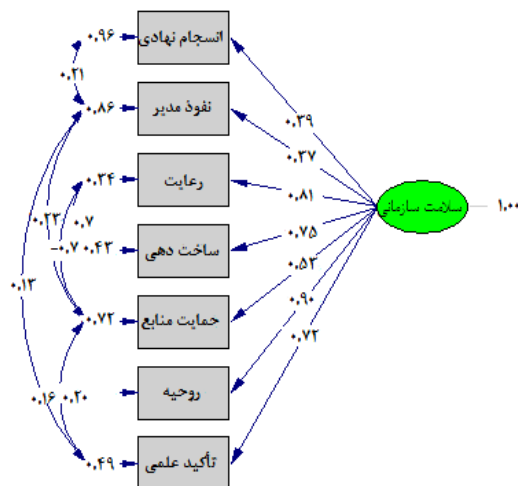 ۰.۹۶
انسجام نهادی
۰.۲۱
۰.۸۶
نفوذ مدیر
۰.۳۹
۰.۳۷
۰.۳۴
رعایت
۰.۸۱
۱.۰۰
سلامت سازمانی
۰.۲۳
۰.۷
-۰.۷
۰.۴۳
ساخت دهی
۰.۷۵
۰.۵۳
۰.۱۳
۰.۷۲
حمایت منابع
۰.۹۰
۰.۷۲
۰.۱۶
۰.۲۰
روحیه
۰.۴۹
تأکید علمی